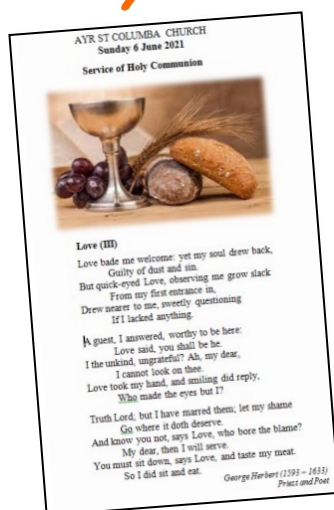 AYR ST COLUMBA CHURCH
Sunday 6 June 2021
Service of Holy Communion
Love (III)
Love bade me welcome: yet my soul drew back,
Guilty of dust and sin.
But quick-eyed Love, observing me grow slack
From my first entrance in,
Drew nearer to me, sweetly questioning
If I lacked anything.
A guest, I answered, worthy to be here:
Love said, you shall be he.
I the unkind, ungrateful? Ah, my dear,
I cannot look on thee.
Love took my hand, and smiling did reply,
Who made the eyes but I?
Truth Lord; but I have marred them; let my shame
Go where it doth deserve.
And know you not, says Love, who bore the blame?
My dear, then I will serve.
You must sit down, says Love, and taste my meat.
So I did sit and eat.
George Herbert (1593 – 1633)
Priest and Poet